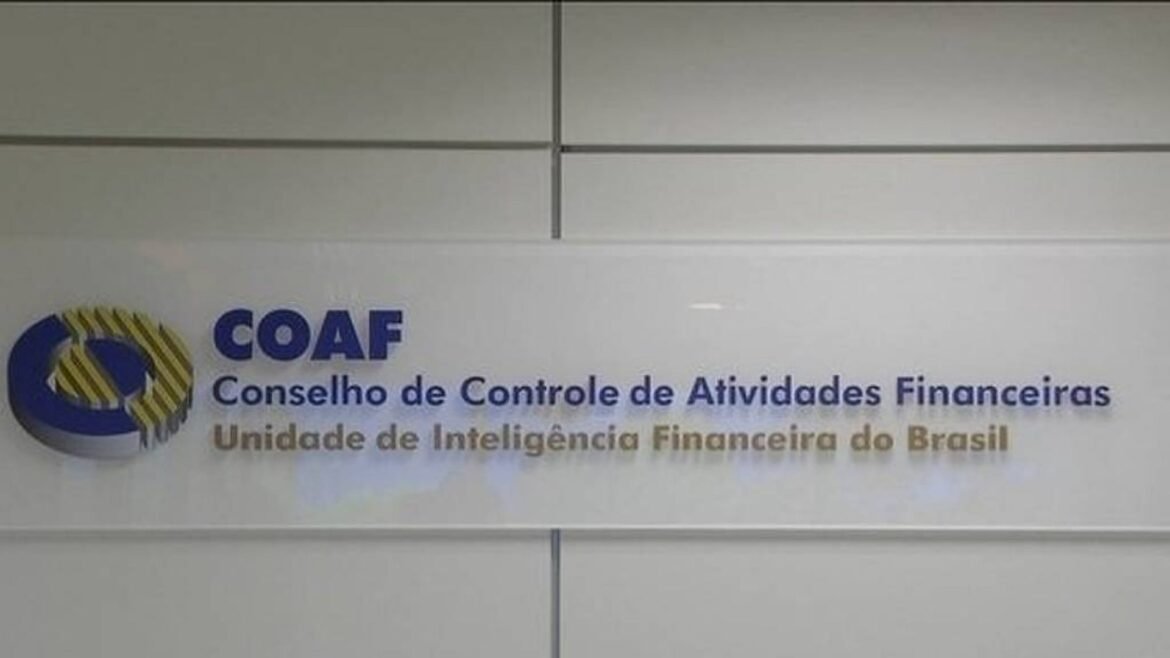 COAF
Conselho de Controle de Atividades Financeiras
Unidade de Inteligência Financeira do Brasil